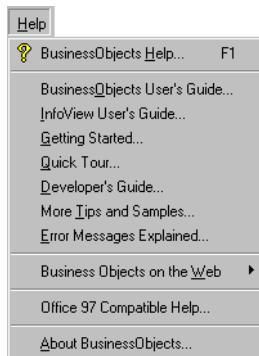 Help
BusinessObjects Help... F1
BusinessObjects User's Guide...
InfoView User's Guide...
Getting Started...
Quick Tour...
Developer's Guide...
More Tips and Samples...
Error Messages Explained...
Business Objects on the Web
Office 97 Compatible Help...
About BusinessObjects...